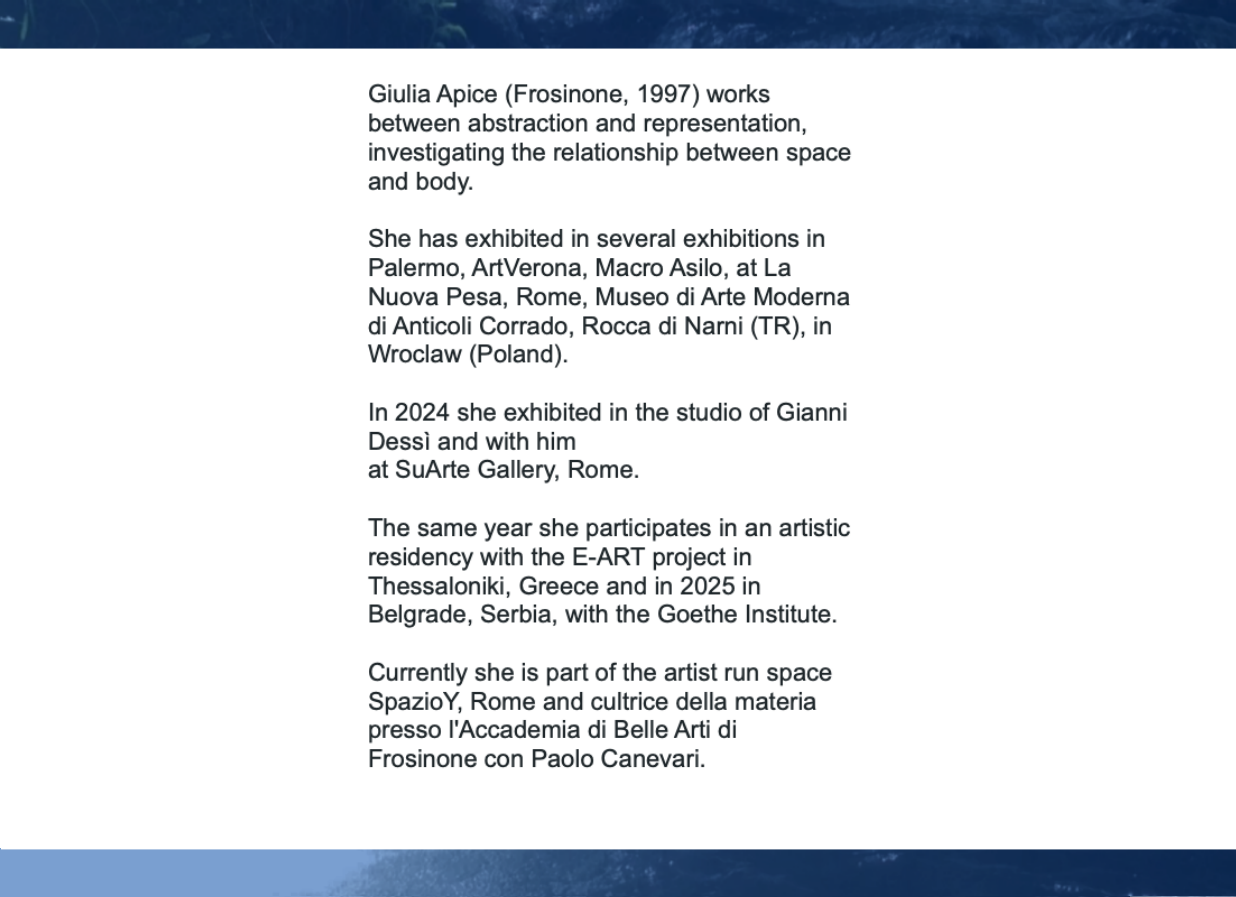 Giulia Apice (Frosinone, 1997) works
between abstraction and representation,
investigating the relationship between space
and body.
She has exhibited in several exhibitions in
Palermo, ArtVerona, Macro Asilo, at La
Nuova Pesa, Rome, Museo di Arte Moderna
di Anticoli Corrado, Rocca di Narni (TR), in
Wroclaw (Poland).
In 2024 she exhibited in the studio of Gianni
Dessì and with him
at SuArte Gallery, Rome.
The same year she participates in an artistic
residency with the E-ART project in
Thessaloniki, Greece and in 2025 in
Belgrade, Serbia, with the Goethe Institute.
Currently she is part of the artist run space
SpazioY, Rome and cultrice della materia
presso l'Accademia di Belle Arti di
Frosinone con Paolo Canevari.